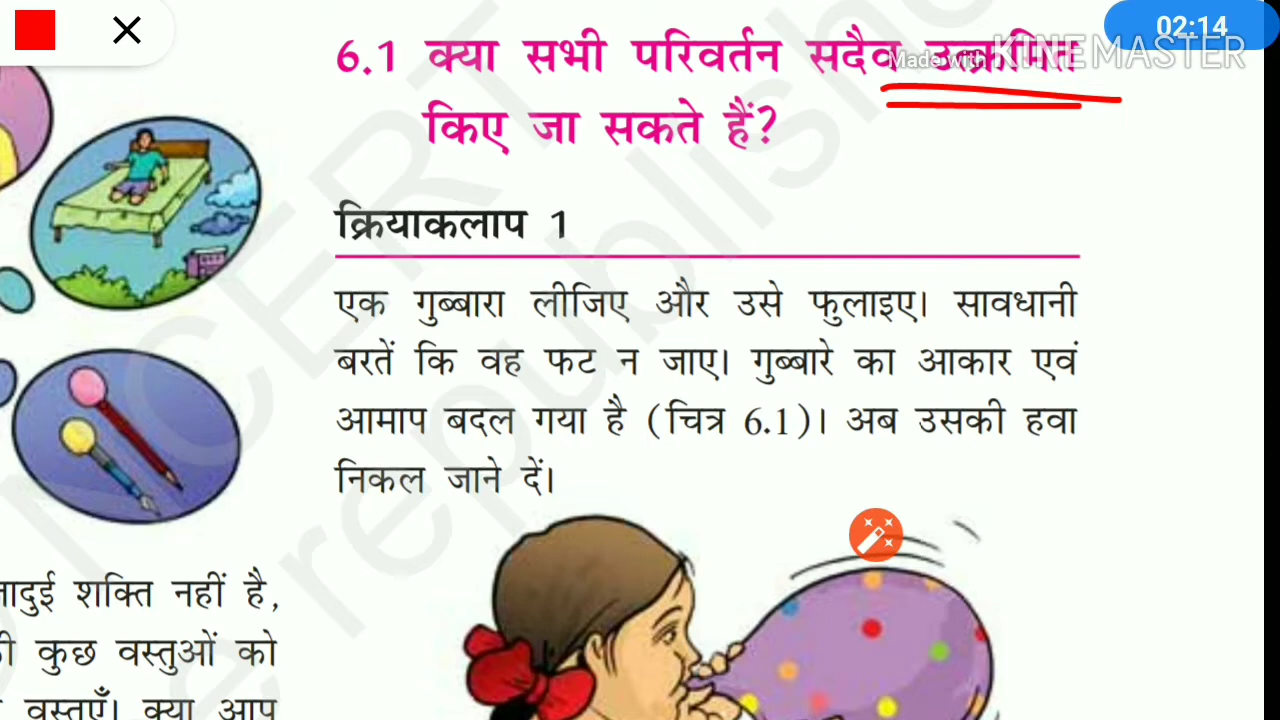 02:14
Made with KINEMASTER
6.1 क्या सभी परिवर्तन सदैव उत्क्रमित
किए जा सकते हैं?
क्रियाकलाप 1
एक गुब्बारा लीजिए और उसे फुलाइए। सावधानी
बरतें कि वह फट न जाए। गुब्बारे का आकार एवं
आमाप बदल गया है (चित्र 6.1)। अब उसकी हवा
निकल जाने दें।
शक्ति नहीं है,
कुछ वस्तुओं को
वस्तुएँ। क्या आप